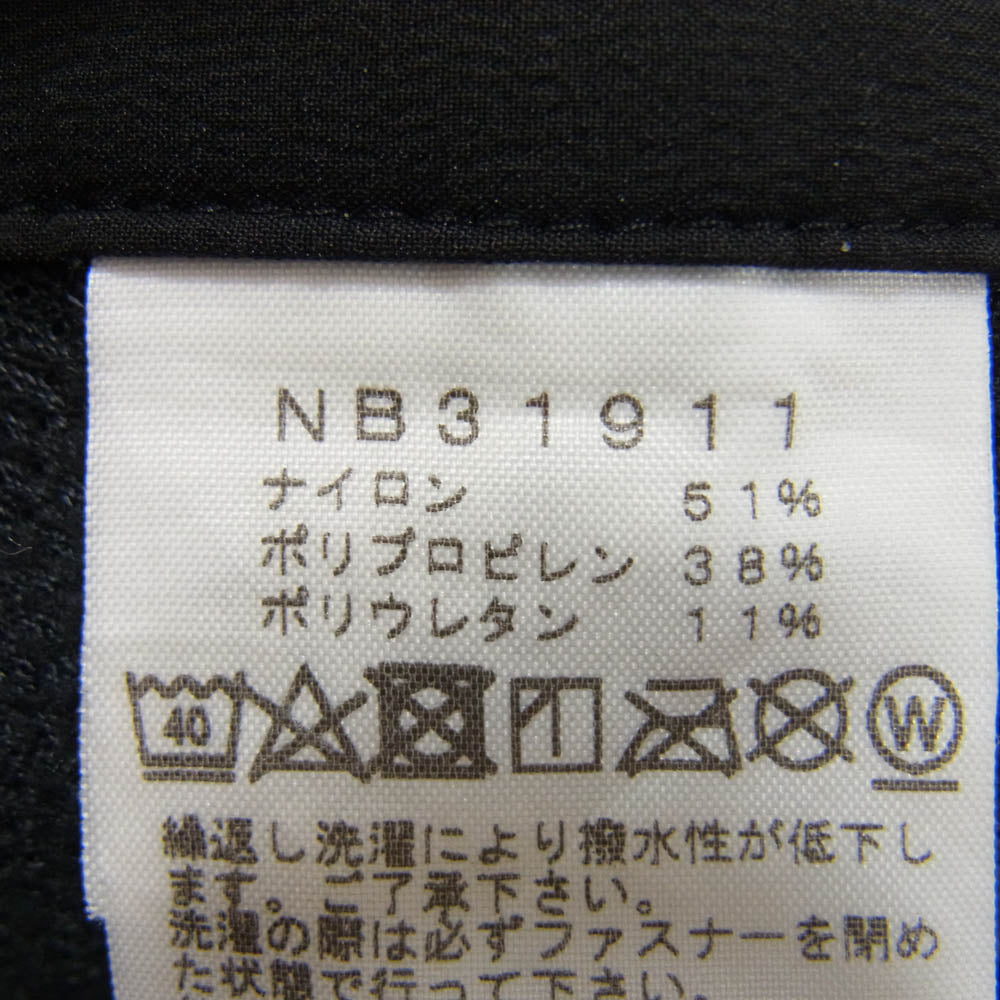 NB31911
ナイロン 51%
ポリプロピレン 38%
ポリウレタン 11%
40 W
繰返し洗濯により撥水性が低下し
ます。ご了承下さい。
洗濯の際は必ずファスナーを閉め
た状態で行って下さい。